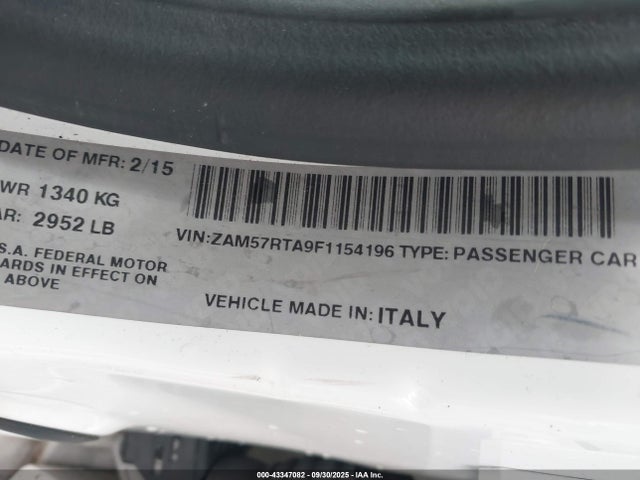 DATE OF MFR: 2/15
WR 1340 KG
AR: 2952 LB
VIN:ZAM57RTA9F1154196 TYPE: PASSENGER CAR
.S.A. FEDERAL MOTOR
ARDS IN EFFECT ON
ABOVE
VEHICLE MADE IN: ITALY
000-43347082 - 09/30/2025 - IAA Inc.